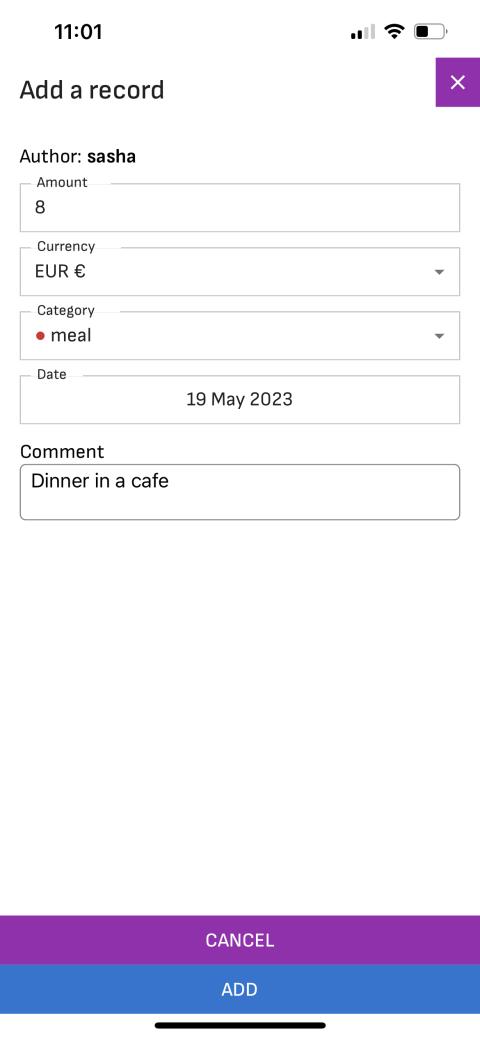 11:01
Add a record
Author: sasha
Amount
8
Currency
EUR €
Category
meal
Date
19 May 2023
Comment
Dinner in a cafe
CANCEL
ADD